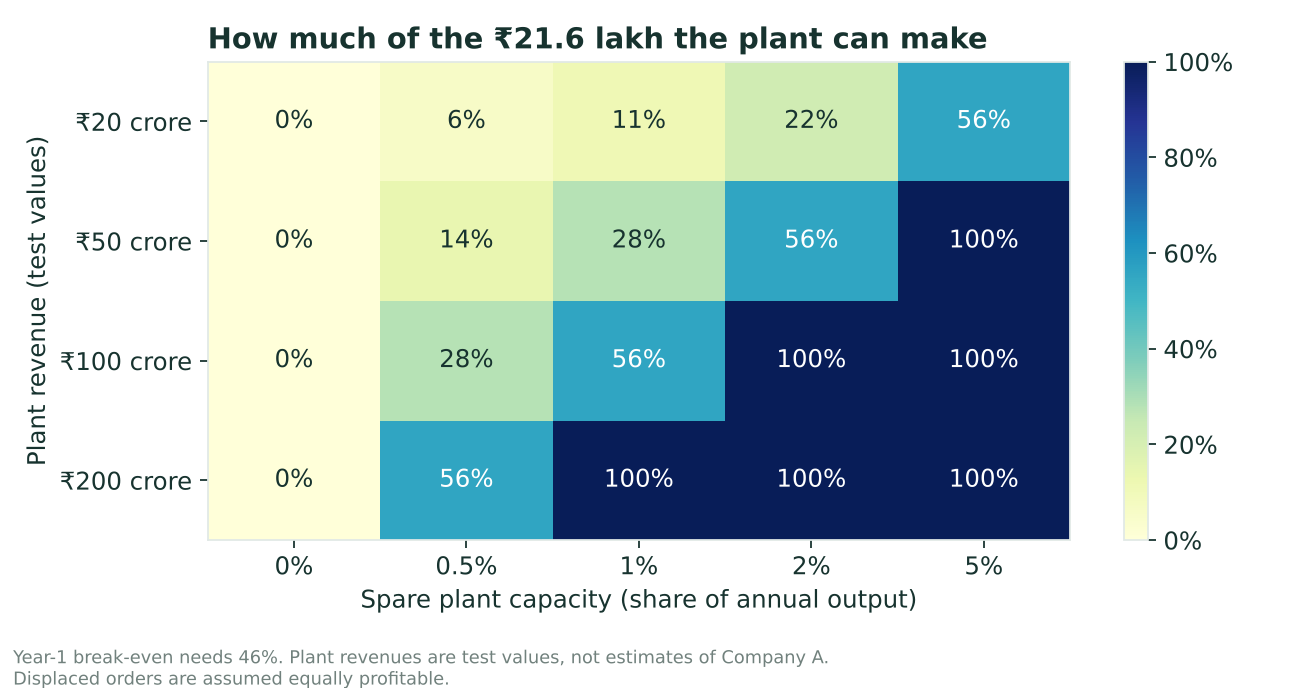 How much of the ₹21.6 lakh the plant can make
Plant revenue (test values)
₹20 crore 0% 6% 11% 22% 56%
₹50 crore 0% 14% 28% 56% 100%
₹100 crore 0% 28% 56% 100% 100%
₹200 crore 0% 56% 100% 100% 100%
0% 0.5% 1% 2% 5%
Spare plant capacity (share of annual output)
100%
80%
60%
40%
20%
0%
Year-1 break-even needs 46%. Plant revenues are test values, not estimates of Company A.
Displaced orders are assumed equally profitable.